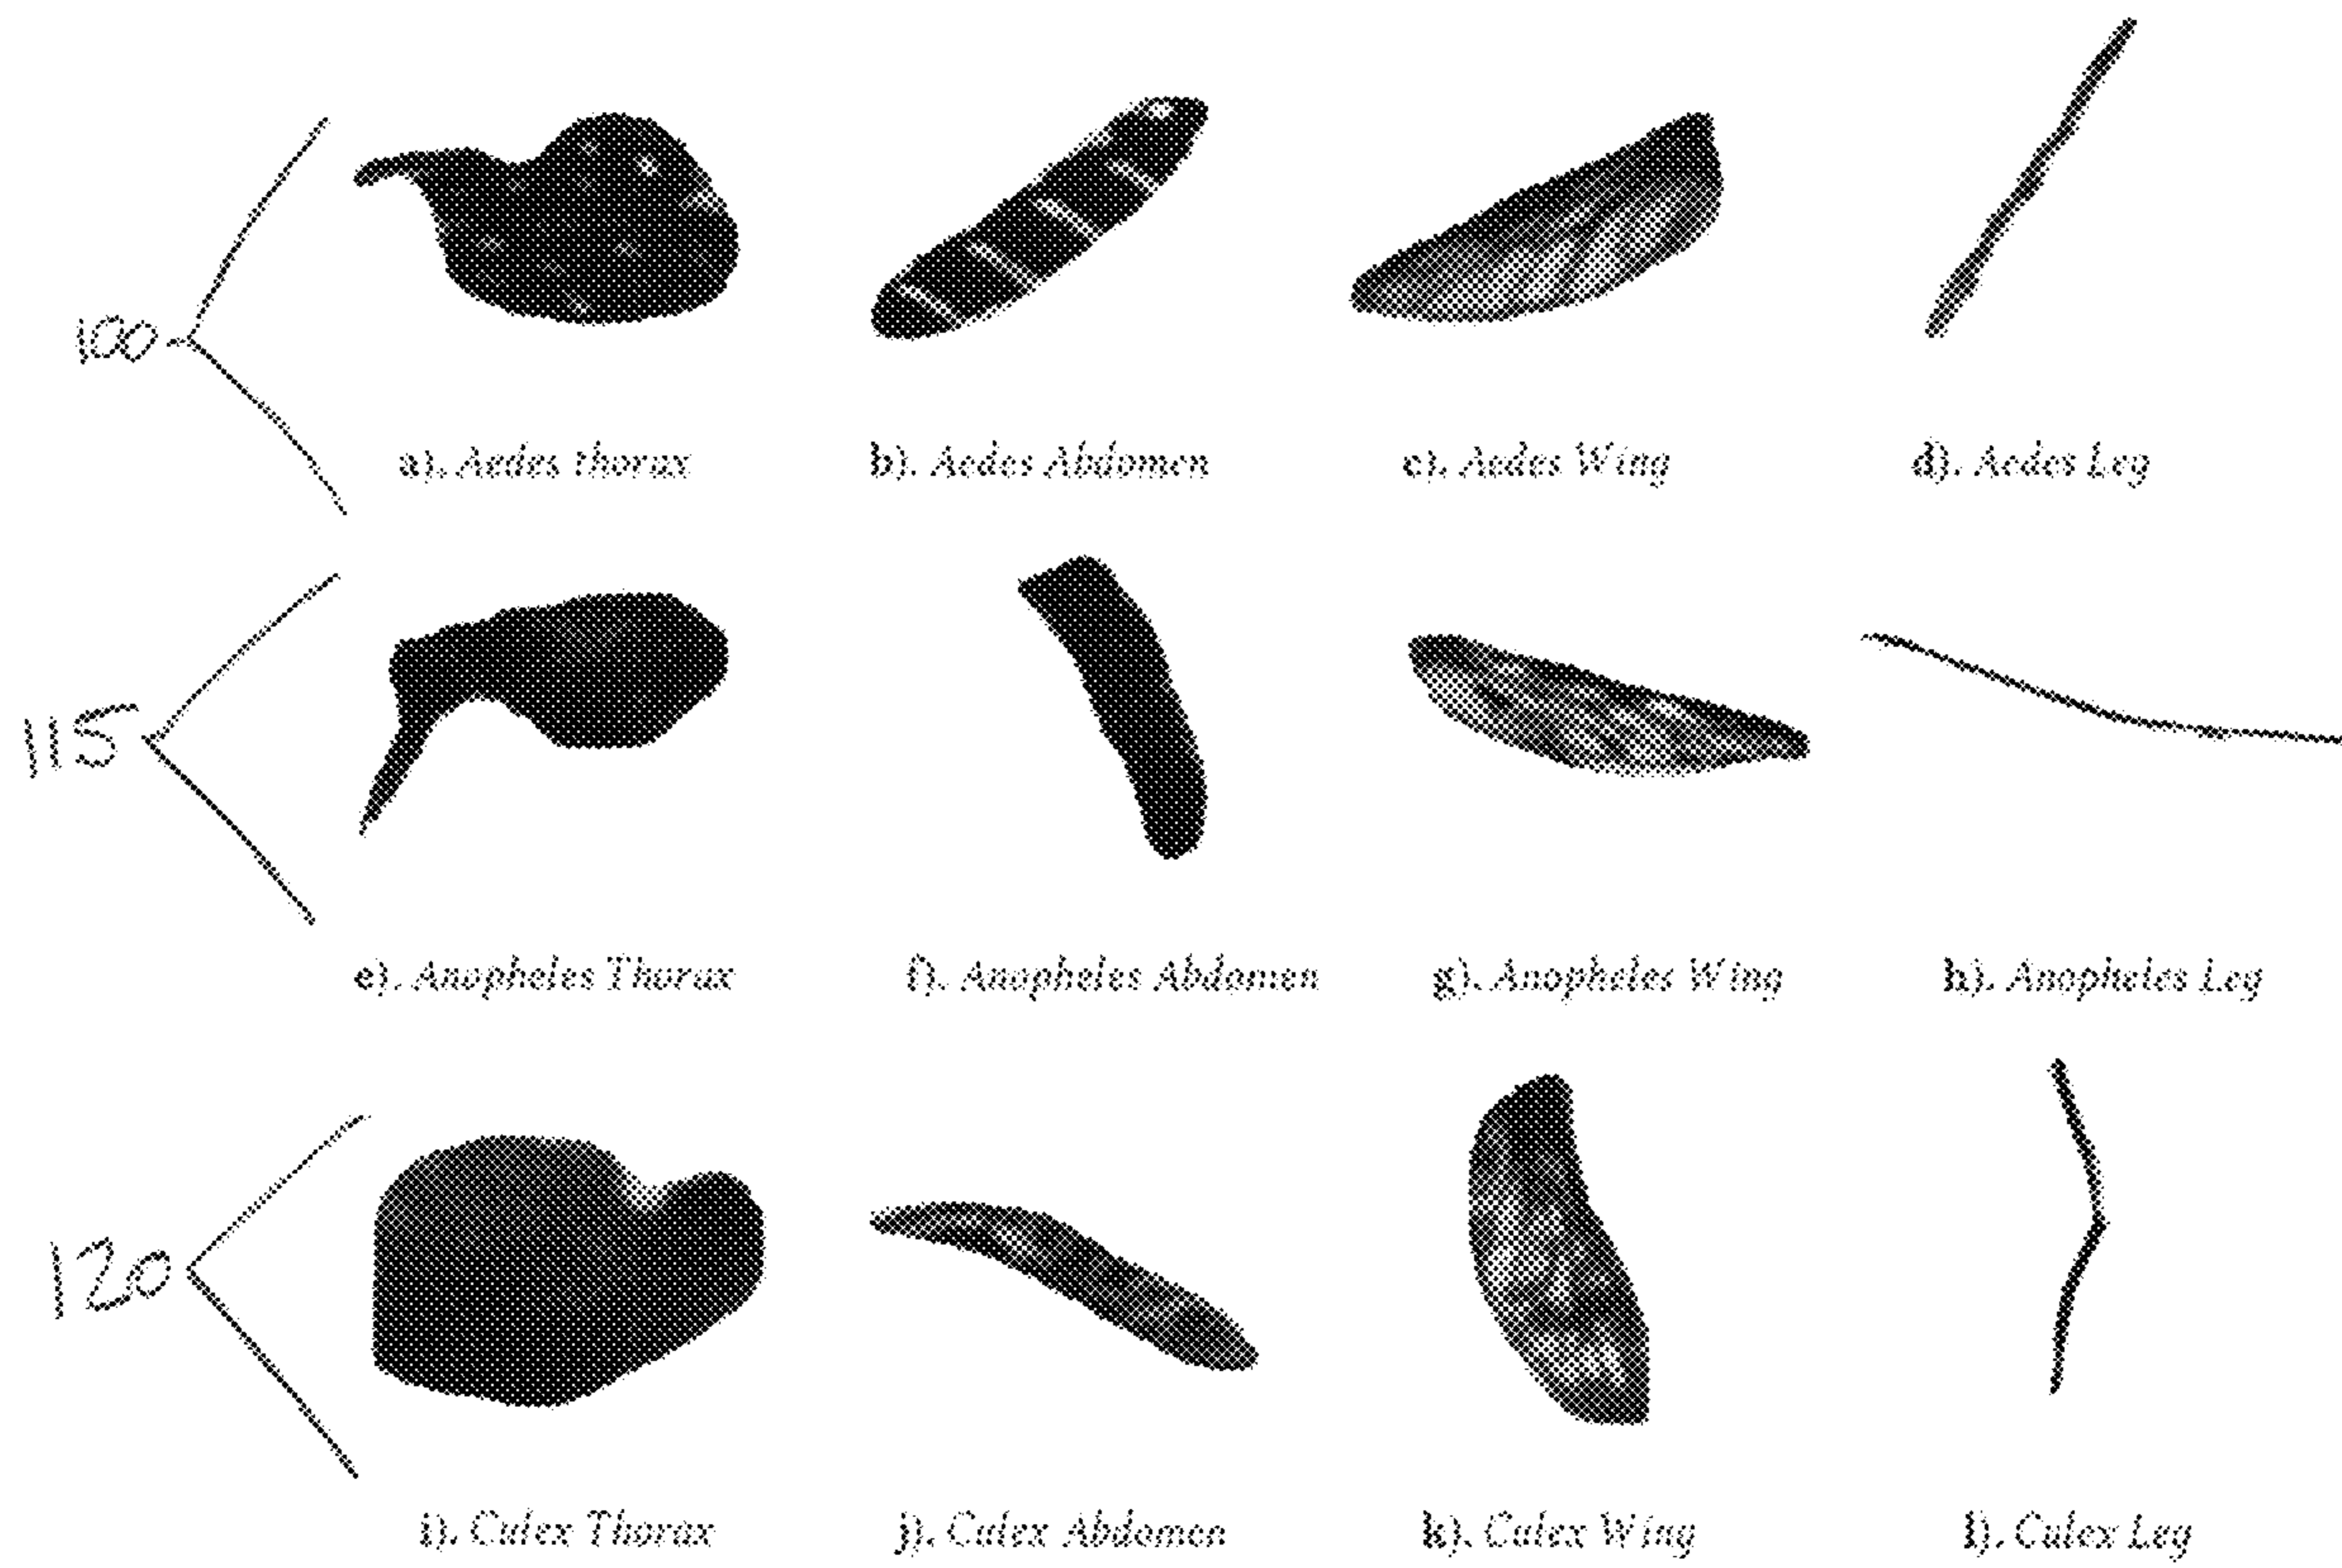 100
a). Aedes thorax
b). Aedes Abdomen
c). Aedes Wing
d). Aedes Leg
115
e). Anopheles Thorax
f). Anopheles Abdomen
g). Anopheles Wing
h). Anopheles Leg
120
i). Culex Thorax
j). Culex Abdomen
k). Culex Wing
l). Culex Leg